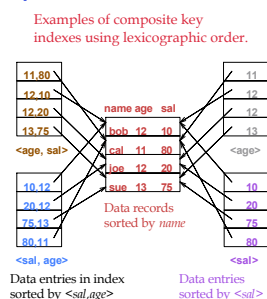 Examples of composite key
indexes using lexicographic order.
11,80
12,10
12,20
13,75
<age, sal>
name age sal
bob 12 10
cal 11 80
joe 12 20
sue 13 75
11
12
12
13
<age>
10,12
20,12
75,13
80,11
<sal, age>
Data records
sorted by name
10
20
75
80
<sal>
Data entries in index
sorted by <sal,age>
Data entries
sorted by <sal>